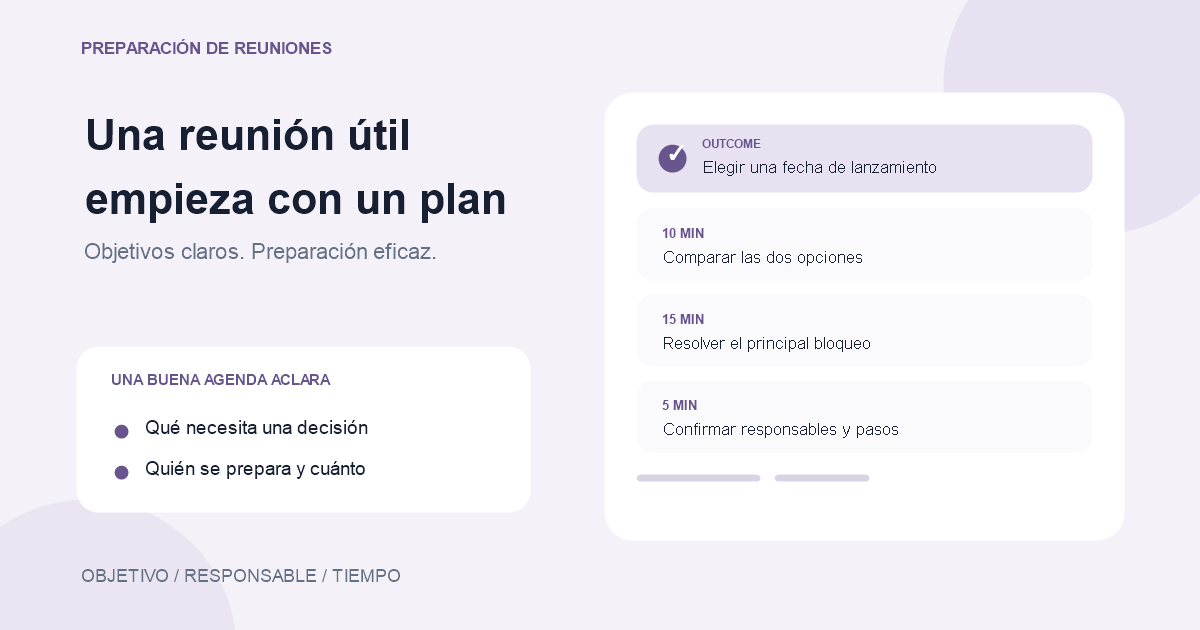 PREPARACIÓN DE REUNIONES
Una reunión útil
empieza con un plan
Objetivos claros. Preparación eficaz.
UNA BUENA AGENDA ACLARA
Qué necesita una decisión
Quién se prepara y cuánto
OBJETIVO / RESPONSABLE / TIEMPO
OUTCOME
Elegir una fecha de lanzamiento
10 MIN
Comparar las dos opciones
15 MIN
Resolver el principal bloqueo
5 MIN
Confirmar responsables y pasos